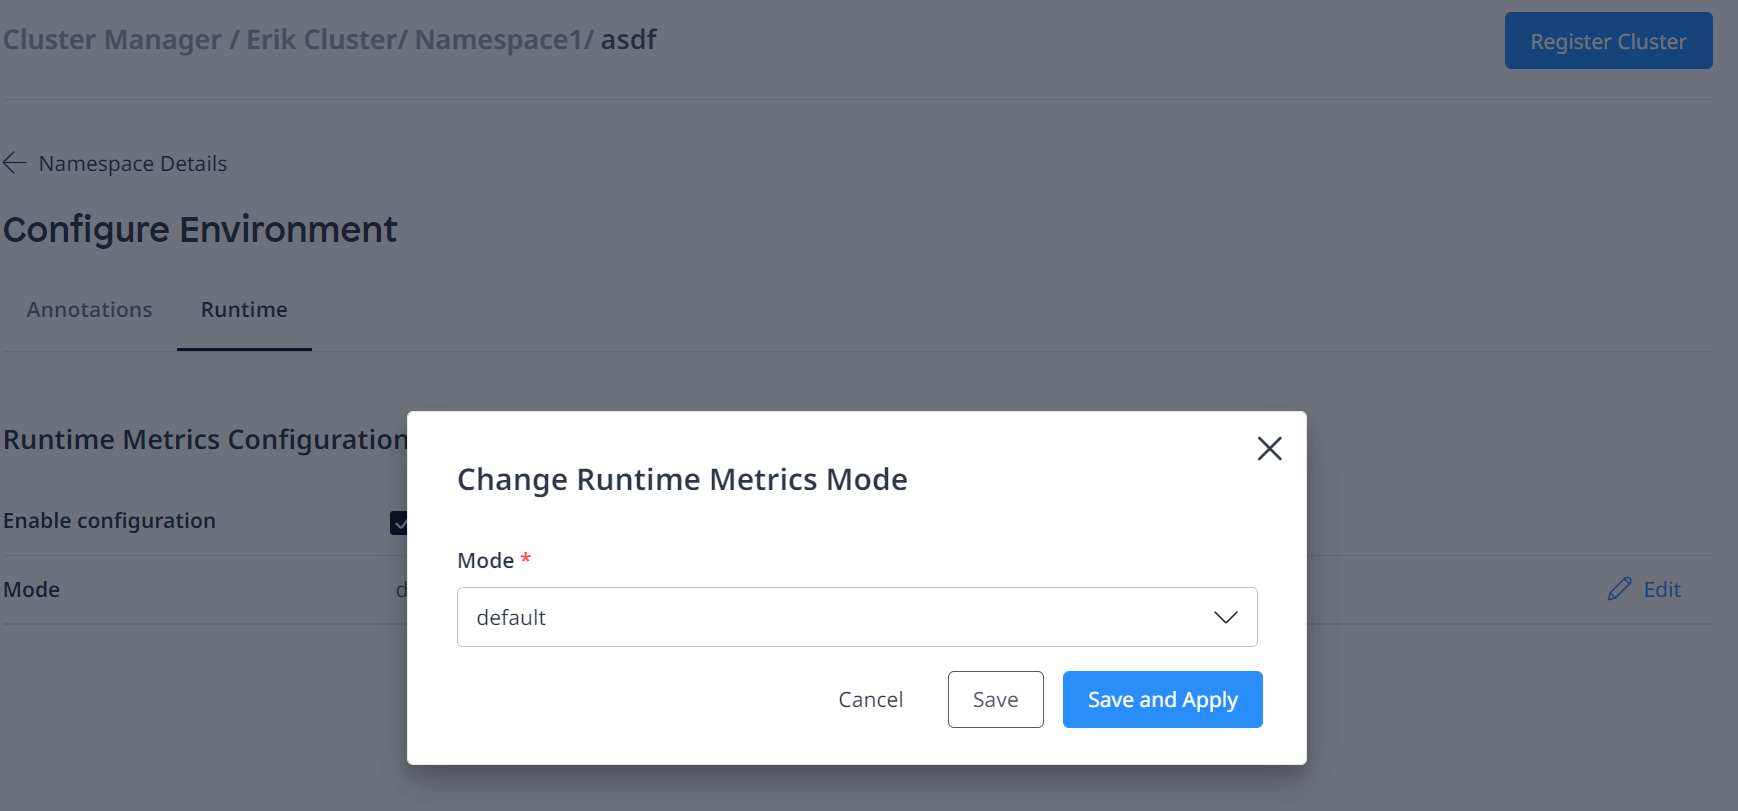 Cluster Manager / Erik Cluster/ Namespace1/ asdf
Register Cluster
Namespace Details
Configure Environment
Annotations
Runtime
Runtime Metrics Configuration
Enable configuration
Mode
Edit
Change Runtime Metrics Mode
Mode *
default
Cancel
Save
Save and Apply